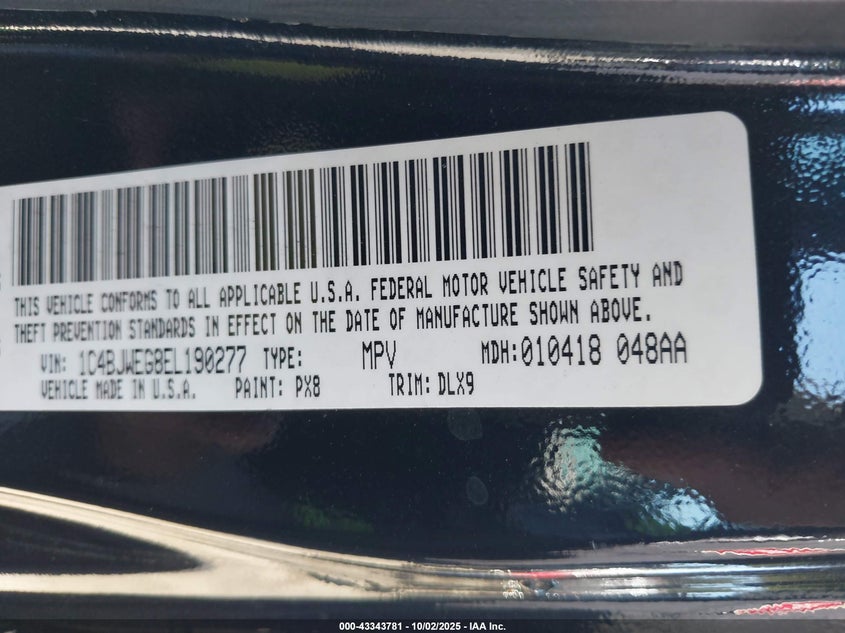 THIS VEHICLE CONFORMS TO ALL APPLICABLE U.S.A. FEDERAL MOTOR VEHICLE SAFETY AND
THEFT PREVENTION STANDARDS IN EFFECT ON THE DATE OF MANUFACTURE SHOWN ABOVE.
VIN: 1C4BJWEG8EL190277 TYPE: MPV MDH: 010418 048AA
VEHICLE MADE IN U.S.A. PAINT: PX8 TRIM: DLX9
000-43343781 - 10/02/2025 - IAA Inc.